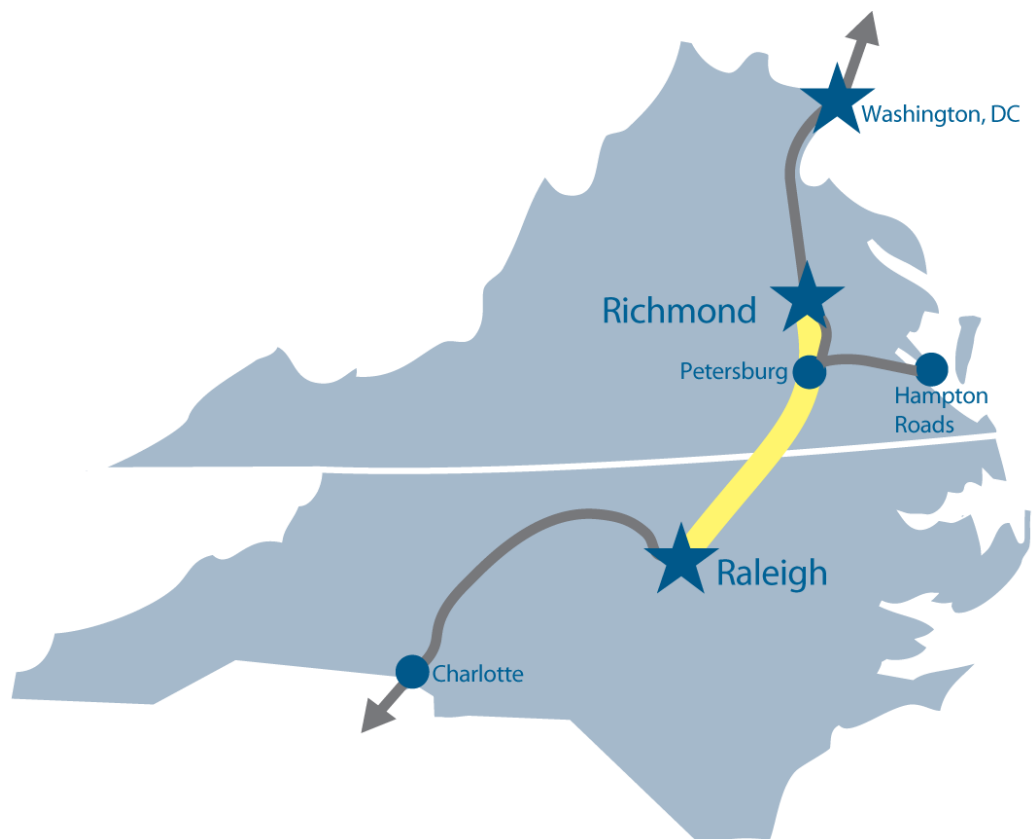 Washington, DC
Richmond
Petersburg
Hampton
Roads
Raleigh
Charlotte